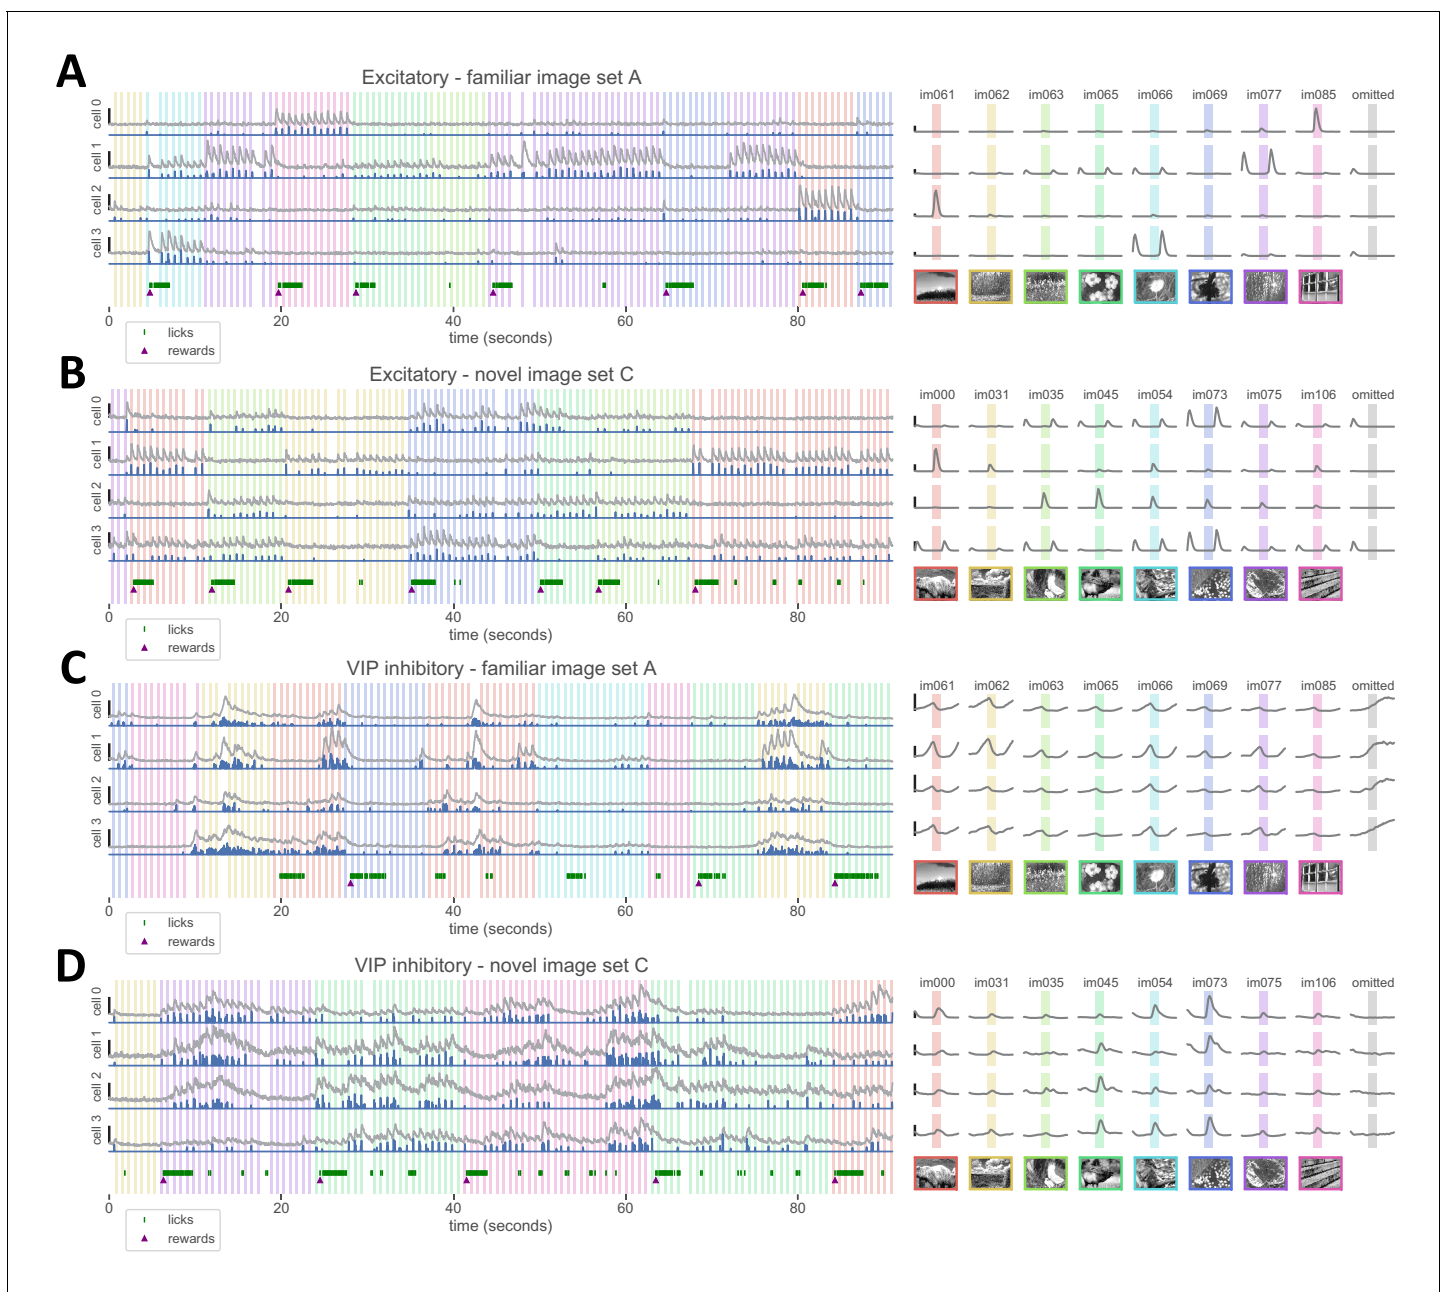 A
Excitatory - familiar image set A
im061 im062 im063 im065 im066 im069 im077 im085 omitted
cell 0
cell 1
cell 2
cell 3
0 20 40 60 80
time (seconds)
licks
rewards
B
Excitatory - novel image set C
im000 im031 im035 im045 im054 im073 im075 im106 omitted
cell 0
cell 1
cell 2
cell 3
0 20 40 60 80
time (seconds)
licks
rewards
C
VIP inhibitory - familiar image set A
im061 im062 im063 im065 im066 im069 im077 im085 omitted
cell 0
cell 1
cell 2
cell 3
0 20 40 60 80
time (seconds)
licks
rewards
D
VIP inhibitory - novel image set C
im000 im031 im035 im045 im054 im073 im075 im106 omitted
cell 0
cell 1
cell 2
cell 3
0 20 40 60 80
time (seconds)
licks
rewards